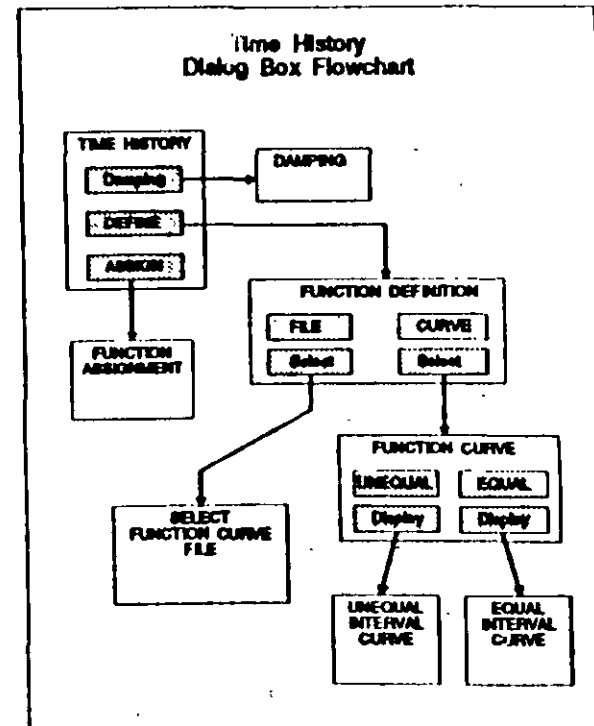 Time History
Dialog Box Flowchart
TIME HISTORY
Damping
DEFINE
ASSIGN
DAMPING
FUNCTION DEFINITION
FILE
CURVE
Select
Select
FUNCTION
ASSIGNMENT
FUNCTION CURVE
UNEQUAL
EQUAL
Display
Display
SELECT
FUNCTION CURVE
FILE
UNEQUAL
INTERVAL
CURVE
EQUAL
INTERVAL
CURVE